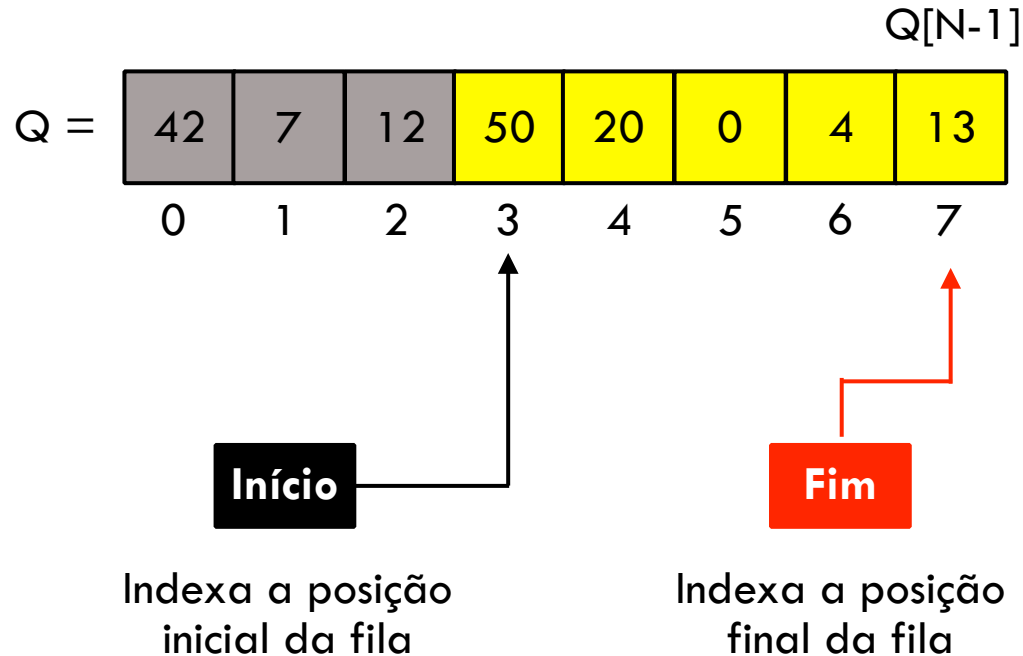 Q[N-1]
Q = 42 7 12 50 20 0 4 13
0 1 2 3 4 5 6 7
Início Fim
Indexa a posição Indexa a posição
inicial da fila final da fila